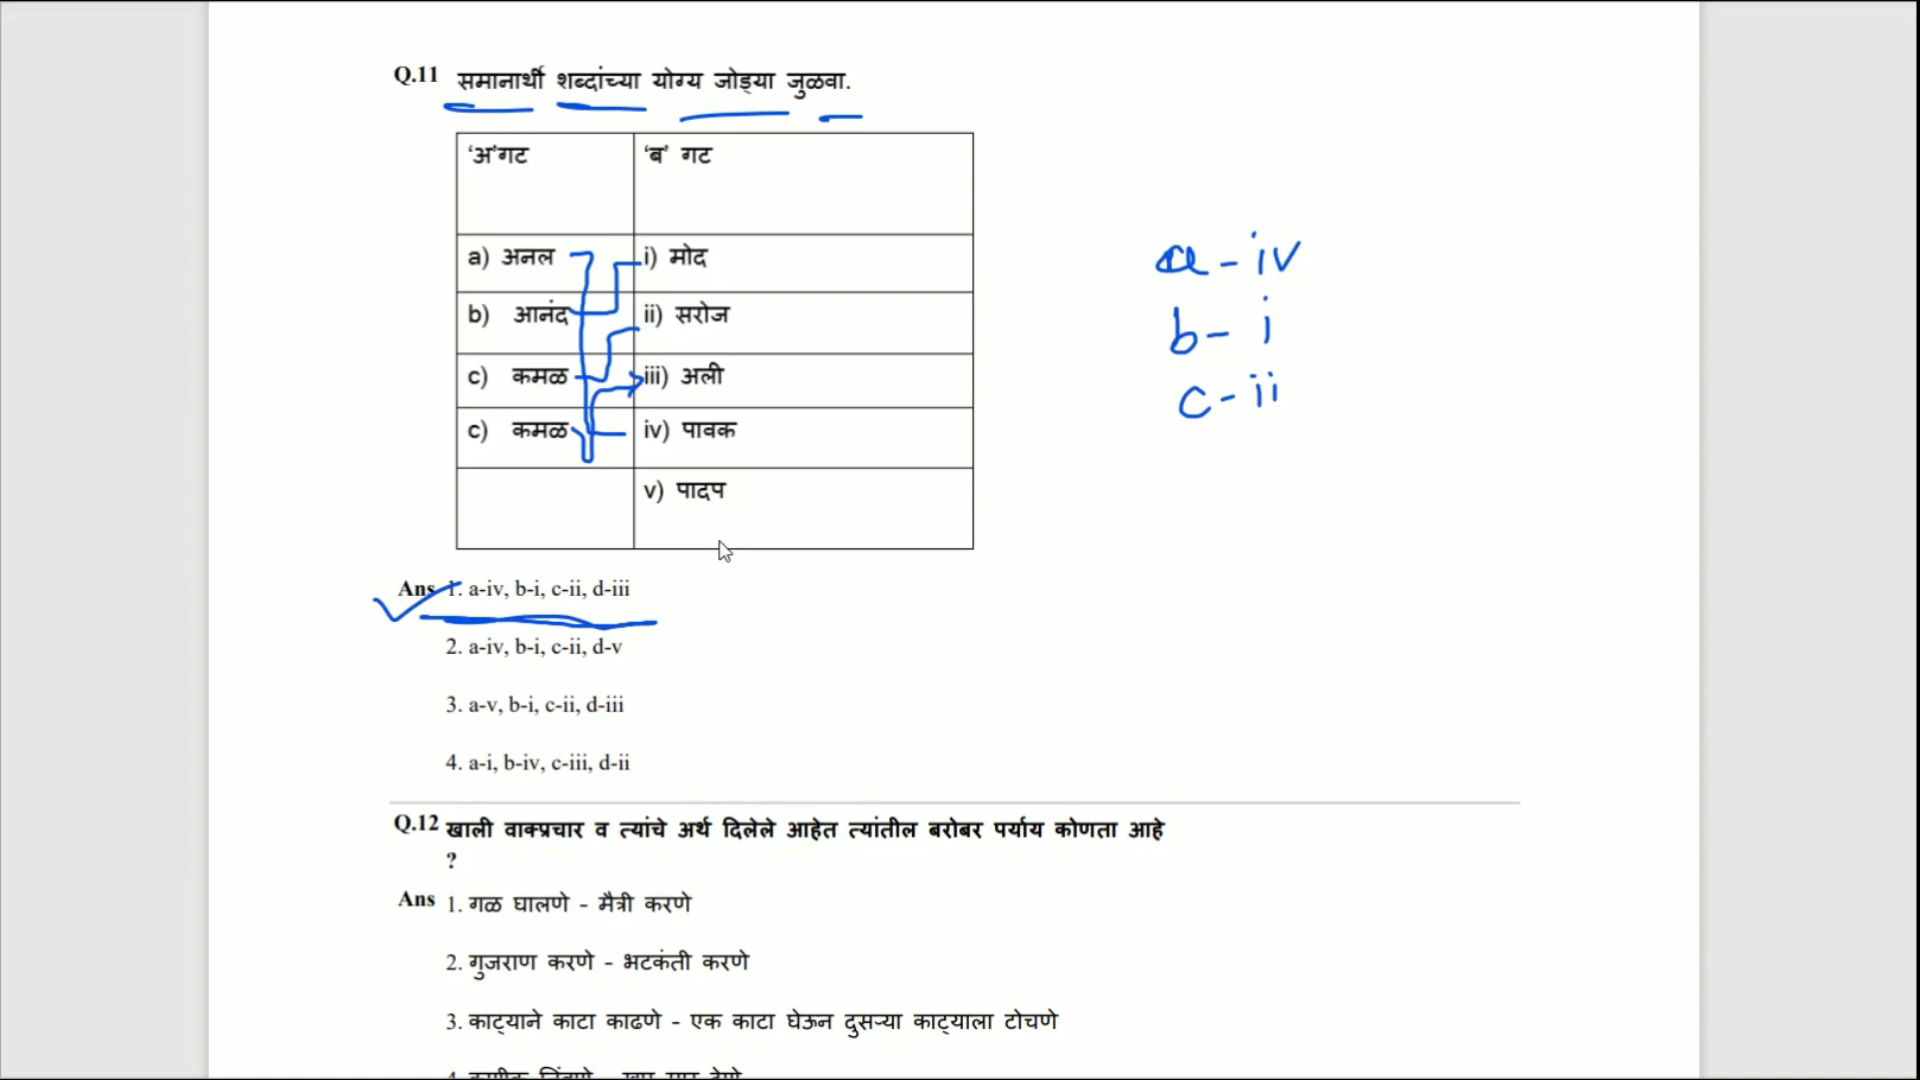 Q.11 समानार्थी शब्दांच्या योग्य जोड्या जुळवा.
‘अ’गट ‘ब’ गट
a) अनल i) मोद
b) आनंद ii) सरोज
c) कमळ iii) अली
c) कमळ iv) पावक
v) पादप
a - iv
b - i
c - ii
Ans 1. a-iv, b-i, c-ii, d-iii
2. a-iv, b-i, c-ii, d-v
3. a-v, b-i, c-ii, d-iii
4. a-i, b-iv, c-iii, d-ii
Q.12 खाली वाक्प्रचार व त्यांचे अर्थ दिलेले आहेत त्यांतील बरोबर पर्याय कोणता आहे
?
Ans 1. गळ घालणे - मैत्री करणे
2. गुजराण करणे - भटकंती करणे
3. काट्याने काटा काढणे - एक काटा घेऊन दुसऱ्या काट्याला टोचणे